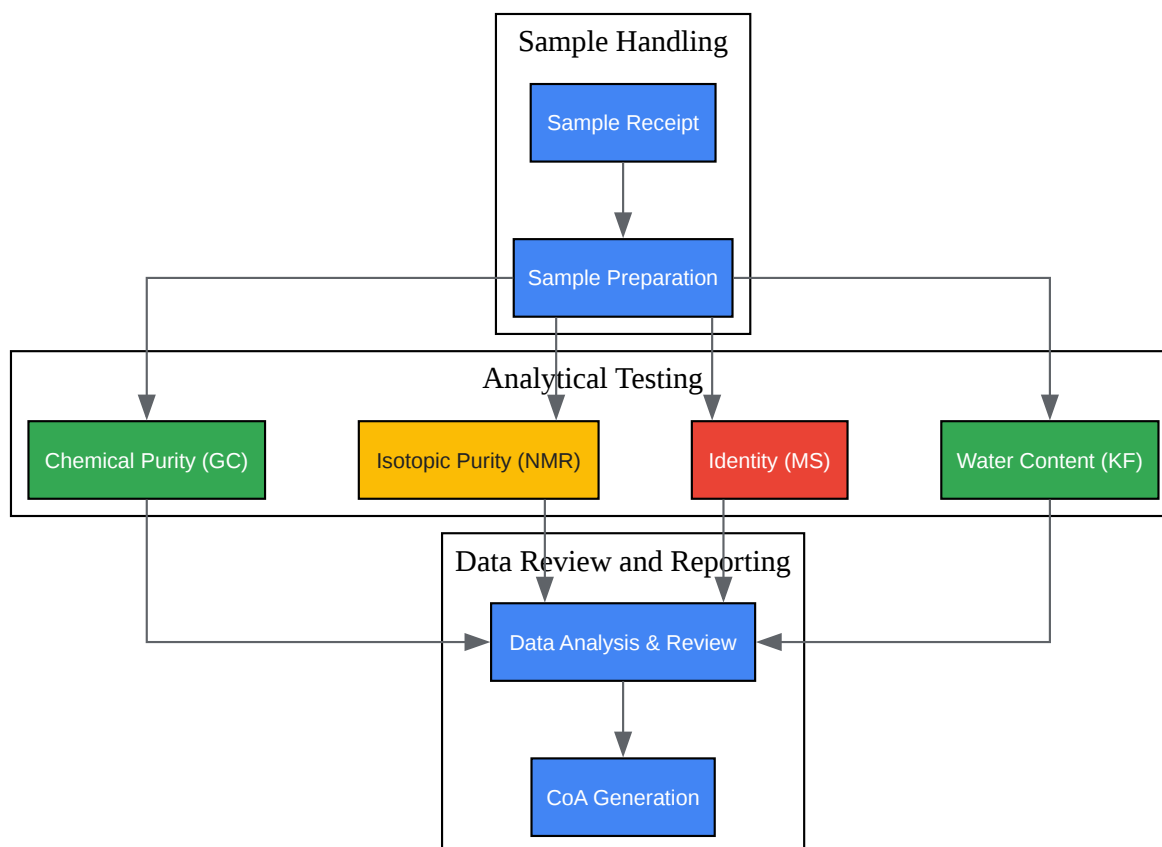 Sample Handling
Sample Receipt
Sample Preparation
Analytical Testing
Chemical Purity (GC)
Isotopic Purity (NMR)
Identity (MS)
Water Content (KF)
Data Review and Reporting
Data Analysis & Review
CoA Generation